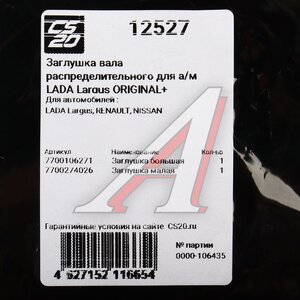 CS20
12527
Заглушка вала
распределительного для а/м
LADA Largus ORIGINAL+
Для автомобилей :
LADA Largus, RENAULT, NISSAN
Артикул Наименование Кол-во
7700106271 Заглушка большая 1
7700274026 Заглушка малая 1
Гарантийные условия на сайте CS20.ru
№ партии
0000-106435
4 627152 116654